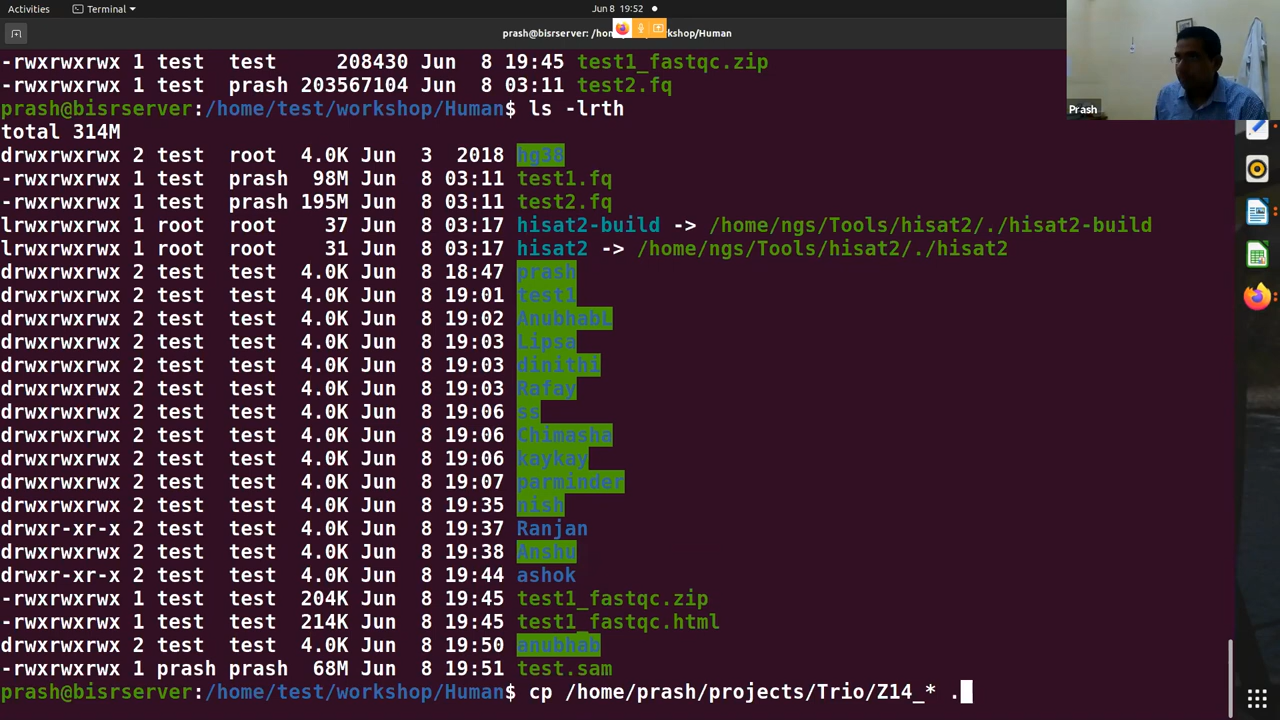 Activities Terminal Jun 8 19:52
prash@bisrserver: /hom kshop/Human
Prash
-rwxrwxrwx 1 test test 208430 Jun 8 19:45 test1_fastqc.zip
-rwxrwxrwx 1 test prash 203567104 Jun 8 03:11 test2.fq
prash@bisrserver:/home/test/workshop/Human$ ls -lrth
total 314M
drwxrwxrwx 2 test root 4.0K Jun 3 2018 hg38
-rwxrwxrwx 1 test prash 98M Jun 8 03:11 test1.fq
-rwxrwxrwx 1 test prash 195M Jun 8 03:11 test2.fq
lrwxrwxrwx 1 root root 37 Jun 8 03:17 hisat2-build -> /home/ngs/Tools/hisat2/./hisat2-build
lrwxrwxrwx 1 root root 31 Jun 8 03:17 hisat2 -> /home/ngs/Tools/hisat2/./hisat2
drwxrwxrwx 2 test test 4.0K Jun 8 18:47 prash
drwxrwxrwx 2 test test 4.0K Jun 8 19:01 test1
drwxrwxrwx 2 test test 4.0K Jun 8 19:02 AnubhabL
drwxrwxrwx 2 test test 4.0K Jun 8 19:03 Lipsa
drwxrwxrwx 2 test test 4.0K Jun 8 19:03 dinithi
drwxrwxrwx 2 test test 4.0K Jun 8 19:03 Rafay
drwxrwxrwx 2 test test 4.0K Jun 8 19:06 ss
drwxrwxrwx 2 test test 4.0K Jun 8 19:06 Chimasha
drwxrwxrwx 2 test test 4.0K Jun 8 19:06 kaykay
drwxrwxrwx 2 test test 4.0K Jun 8 19:07 parminder
drwxrwxrwx 2 test test 4.0K Jun 8 19:35 nish
drwxr-xr-x 2 test test 4.0K Jun 8 19:37 Ranjan
drwxrwxrwx 2 test test 4.0K Jun 8 19:38 Anshu
drwxr-xr-x 2 test test 4.0K Jun 8 19:44 ashok
-rwxrwxrwx 1 test test 204K Jun 8 19:45 test1_fastqc.zip
-rwxrwxrwx 1 test test 214K Jun 8 19:45 test1_fastqc.html
drwxrwxrwx 2 test test 4.0K Jun 8 19:50 anubhab
-rwxrwxrwx 1 prash prash 68M Jun 8 19:51 test.sam
prash@bisrserver:/home/test/workshop/Human$ cp /home/prash/projects/Trio/Z14_* .